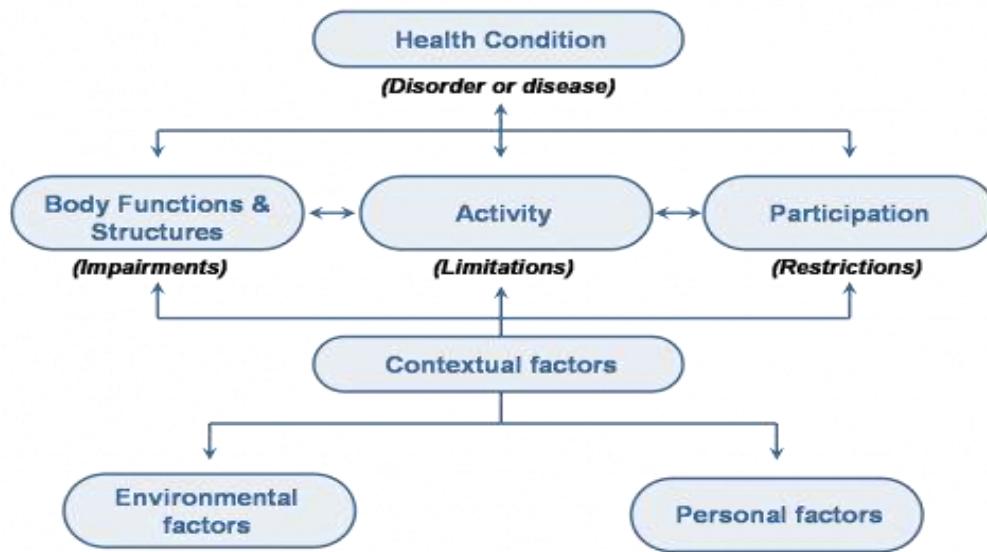 Health Condition
(Disorder or disease)
Body Functions &
Structures
Activity
Participation
(Impairments)
(Limitations)
(Restrictions)
Contextual factors
Environmental
factors
Personal factors